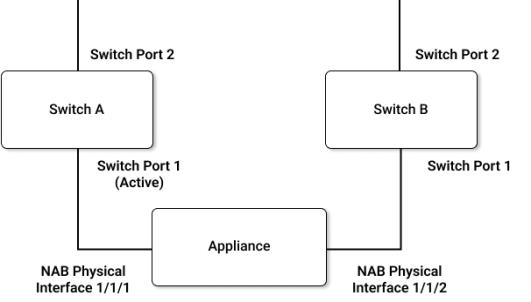 Switch Port 2
Switch Port 2
Switch A
Switch B
Switch Port 1
(Active)
Switch Port 1
Appliance
NAB Physical
Interface 1/1/1
NAB Physical
Interface 1/1/2